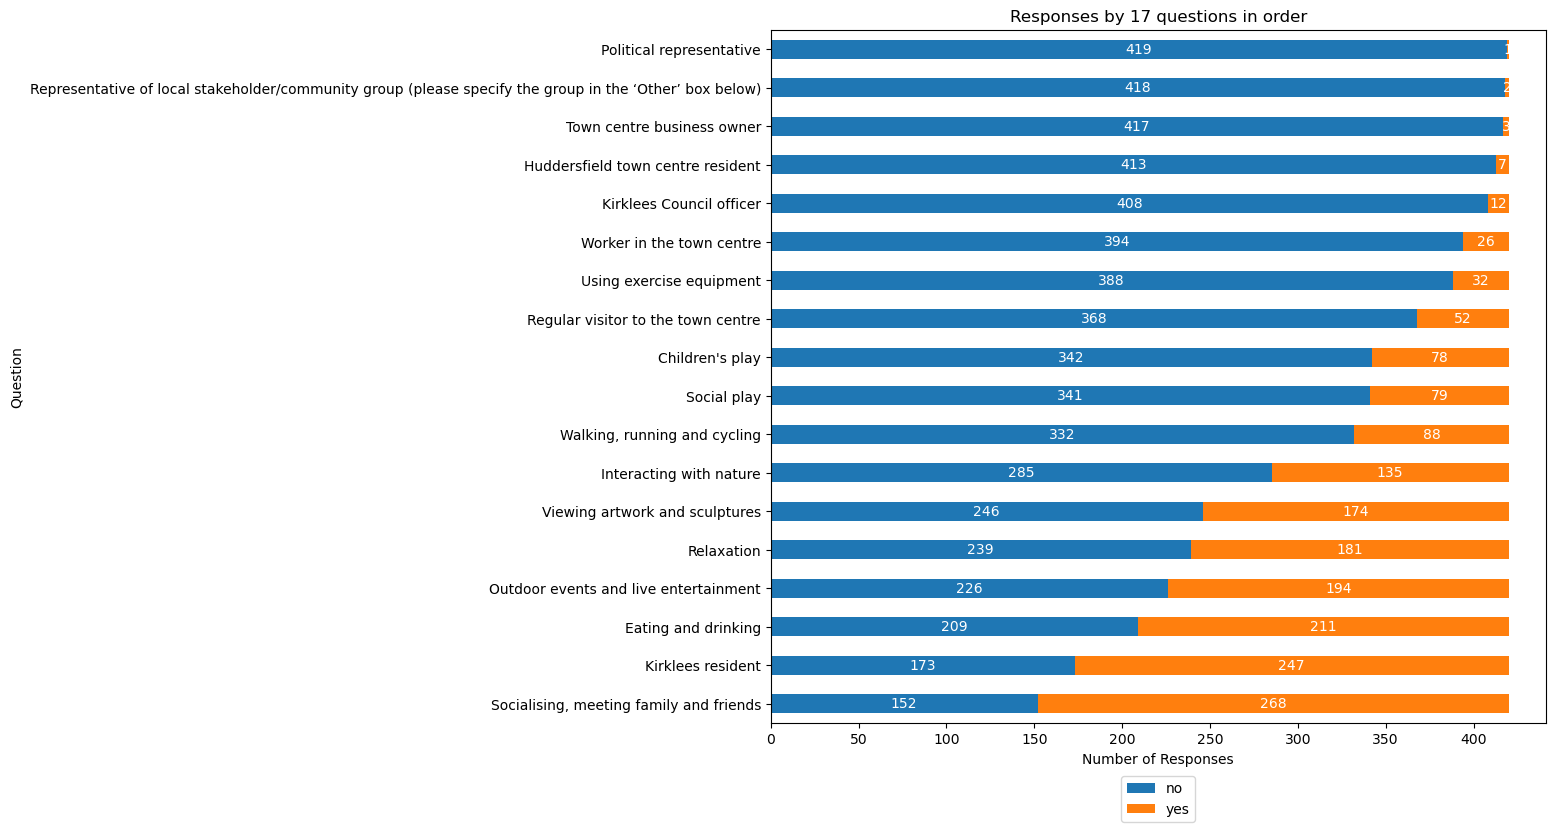 Responses by 17 questions in order
Political representative 419 1
Representative of local stakeholder/community group (please specify the group in the ‘Other’ box below) 418 2
Town centre business owner 417 3
Huddersfield town centre resident 413 7
Kirklees Council officer 408 12
Worker in the town centre 394 26
Using exercise equipment 388 32
Regular visitor to the town centre 368 52
Children's play 342 78
Social play 341 79
Walking, running and cycling 332 88
Interacting with nature 285 135
Viewing artwork and sculptures 246 174
Relaxation 239 181
Outdoor events and live entertainment 226 194
Eating and drinking 209 211
Kirklees resident 173 247
Socialising, meeting family and friends 152 268
Question
0 50 100 150 200 250 300 350 400
Number of Responses
no
yes